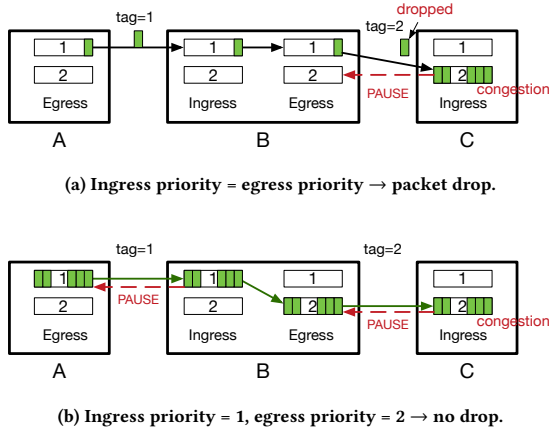 tag=1
tag=2
dropped
1
1
1
1
2
2
2
2
PAUSE
congestion
Egress
Ingress
Egress
Ingress
A
B
C
(a) Ingress priority = egress priority → packet drop.
tag=1
tag=2
1
1
1
1
PAUSE
2
2
2
2
PAUSE
congestion
Egress
Ingress
Egress
Ingress
A
B
C
(b) Ingress priority = 1, egress priority = 2 → no drop.